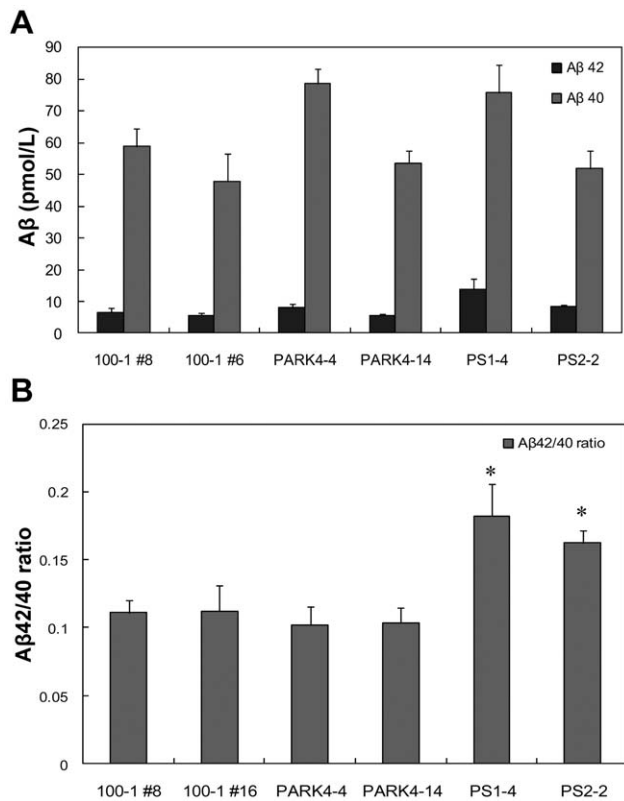 A
Aβ (pmol/L)
90
80
70
60
50
40
30
20
10
0
Aβ 42
Aβ 40
100-1 #8 100-1 #6 PARK4-4 PARK4-14 PS1-4 PS2-2
B
Aβ42/40 ratio
0.25
0.2
0.15
0.1
0.05
0
Aβ42/40 ratio
* *
100-1 #8 100-1 #16 PARK4-4 PARK4-14 PS1-4 PS2-2